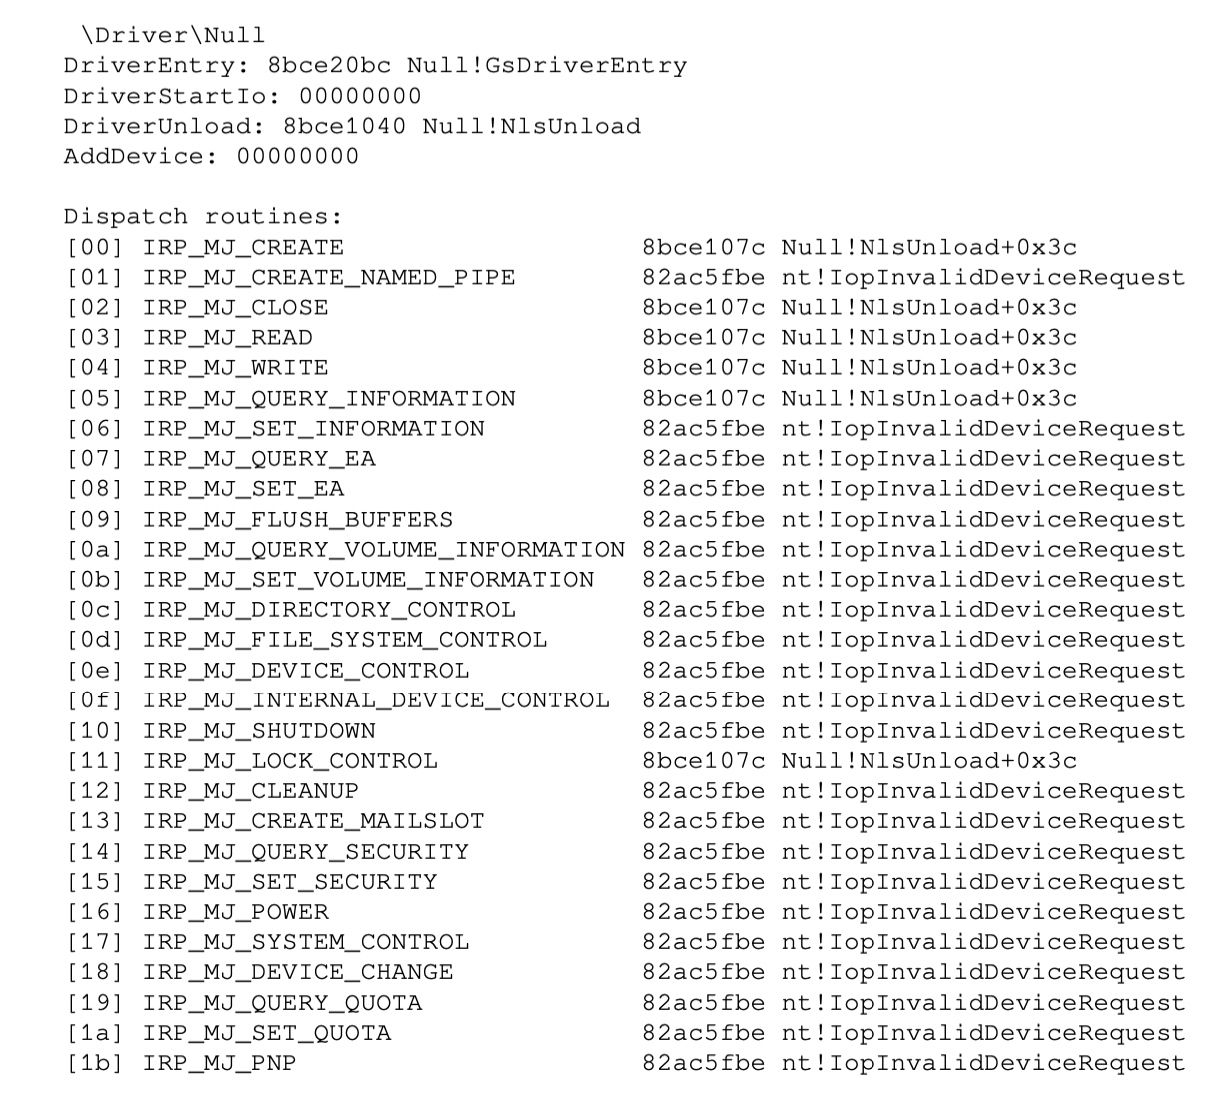 \Driver\Null
DriverEntry: 8bce20bc Null!GsDriverEntry
DriverStartIo: 00000000
DriverUnload: 8bce1040 Null!NlsUnload
AddDevice: 00000000

Dispatch routines:
[00] IRP_MJ_CREATE 8bce107c Null!NlsUnload+0x3c
[01] IRP_MJ_CREATE_NAMED_PIPE 82ac5fbe nt!IopInvalidDeviceRequest
[02] IRP_MJ_CLOSE 8bce107c Null!NlsUnload+0x3c
[03] IRP_MJ_READ 8bce107c Null!NlsUnload+0x3c
[04] IRP_MJ_WRITE 8bce107c Null!NlsUnload+0x3c
[05] IRP_MJ_QUERY_INFORMATION 8bce107c Null!NlsUnload+0x3c
[06] IRP_MJ_SET_INFORMATION 82ac5fbe nt!IopInvalidDeviceRequest
[07] IRP_MJ_QUERY_EA 82ac5fbe nt!IopInvalidDeviceRequest
[08] IRP_MJ_SET_EA 82ac5fbe nt!IopInvalidDeviceRequest
[09] IRP_MJ_FLUSH_BUFFERS 82ac5fbe nt!IopInvalidDeviceRequest
[0a] IRP_MJ_QUERY_VOLUME_INFORMATION 82ac5fbe nt!IopInvalidDeviceRequest
[0b] IRP_MJ_SET_VOLUME_INFORMATION 82ac5fbe nt!IopInvalidDeviceRequest
[0c] IRP_MJ_DIRECTORY_CONTROL 82ac5fbe nt!IopInvalidDeviceRequest
[0d] IRP_MJ_FILE_SYSTEM_CONTROL 82ac5fbe nt!IopInvalidDeviceRequest
[0e] IRP_MJ_DEVICE_CONTROL 82ac5fbe nt!IopInvalidDeviceRequest
[0f] IRP_MJ_INTERNAL_DEVICE_CONTROL 82ac5fbe nt!IopInvalidDeviceRequest
[10] IRP_MJ_SHUTDOWN 82ac5fbe nt!IopInvalidDeviceRequest
[11] IRP_MJ_LOCK_CONTROL 8bce107c Null!NlsUnload+0x3c
[12] IRP_MJ_CLEANUP 82ac5fbe nt!IopInvalidDeviceRequest
[13] IRP_MJ_CREATE_MAILSLOT 82ac5fbe nt!IopInvalidDeviceRequest
[14] IRP_MJ_QUERY_SECURITY 82ac5fbe nt!IopInvalidDeviceRequest
[15] IRP_MJ_SET_SECURITY 82ac5fbe nt!IopInvalidDeviceRequest
[16] IRP_MJ_POWER 82ac5fbe nt!IopInvalidDeviceRequest
[17] IRP_MJ_SYSTEM_CONTROL 82ac5fbe nt!IopInvalidDeviceRequest
[18] IRP_MJ_DEVICE_CHANGE 82ac5fbe nt!IopInvalidDeviceRequest
[19] IRP_MJ_QUERY_QUOTA 82ac5fbe nt!IopInvalidDeviceRequest
[1a] IRP_MJ_SET_QUOTA 82ac5fbe nt!IopInvalidDeviceRequest
[1b] IRP_MJ_PNP 82ac5fbe nt!IopInvalidDeviceRequest